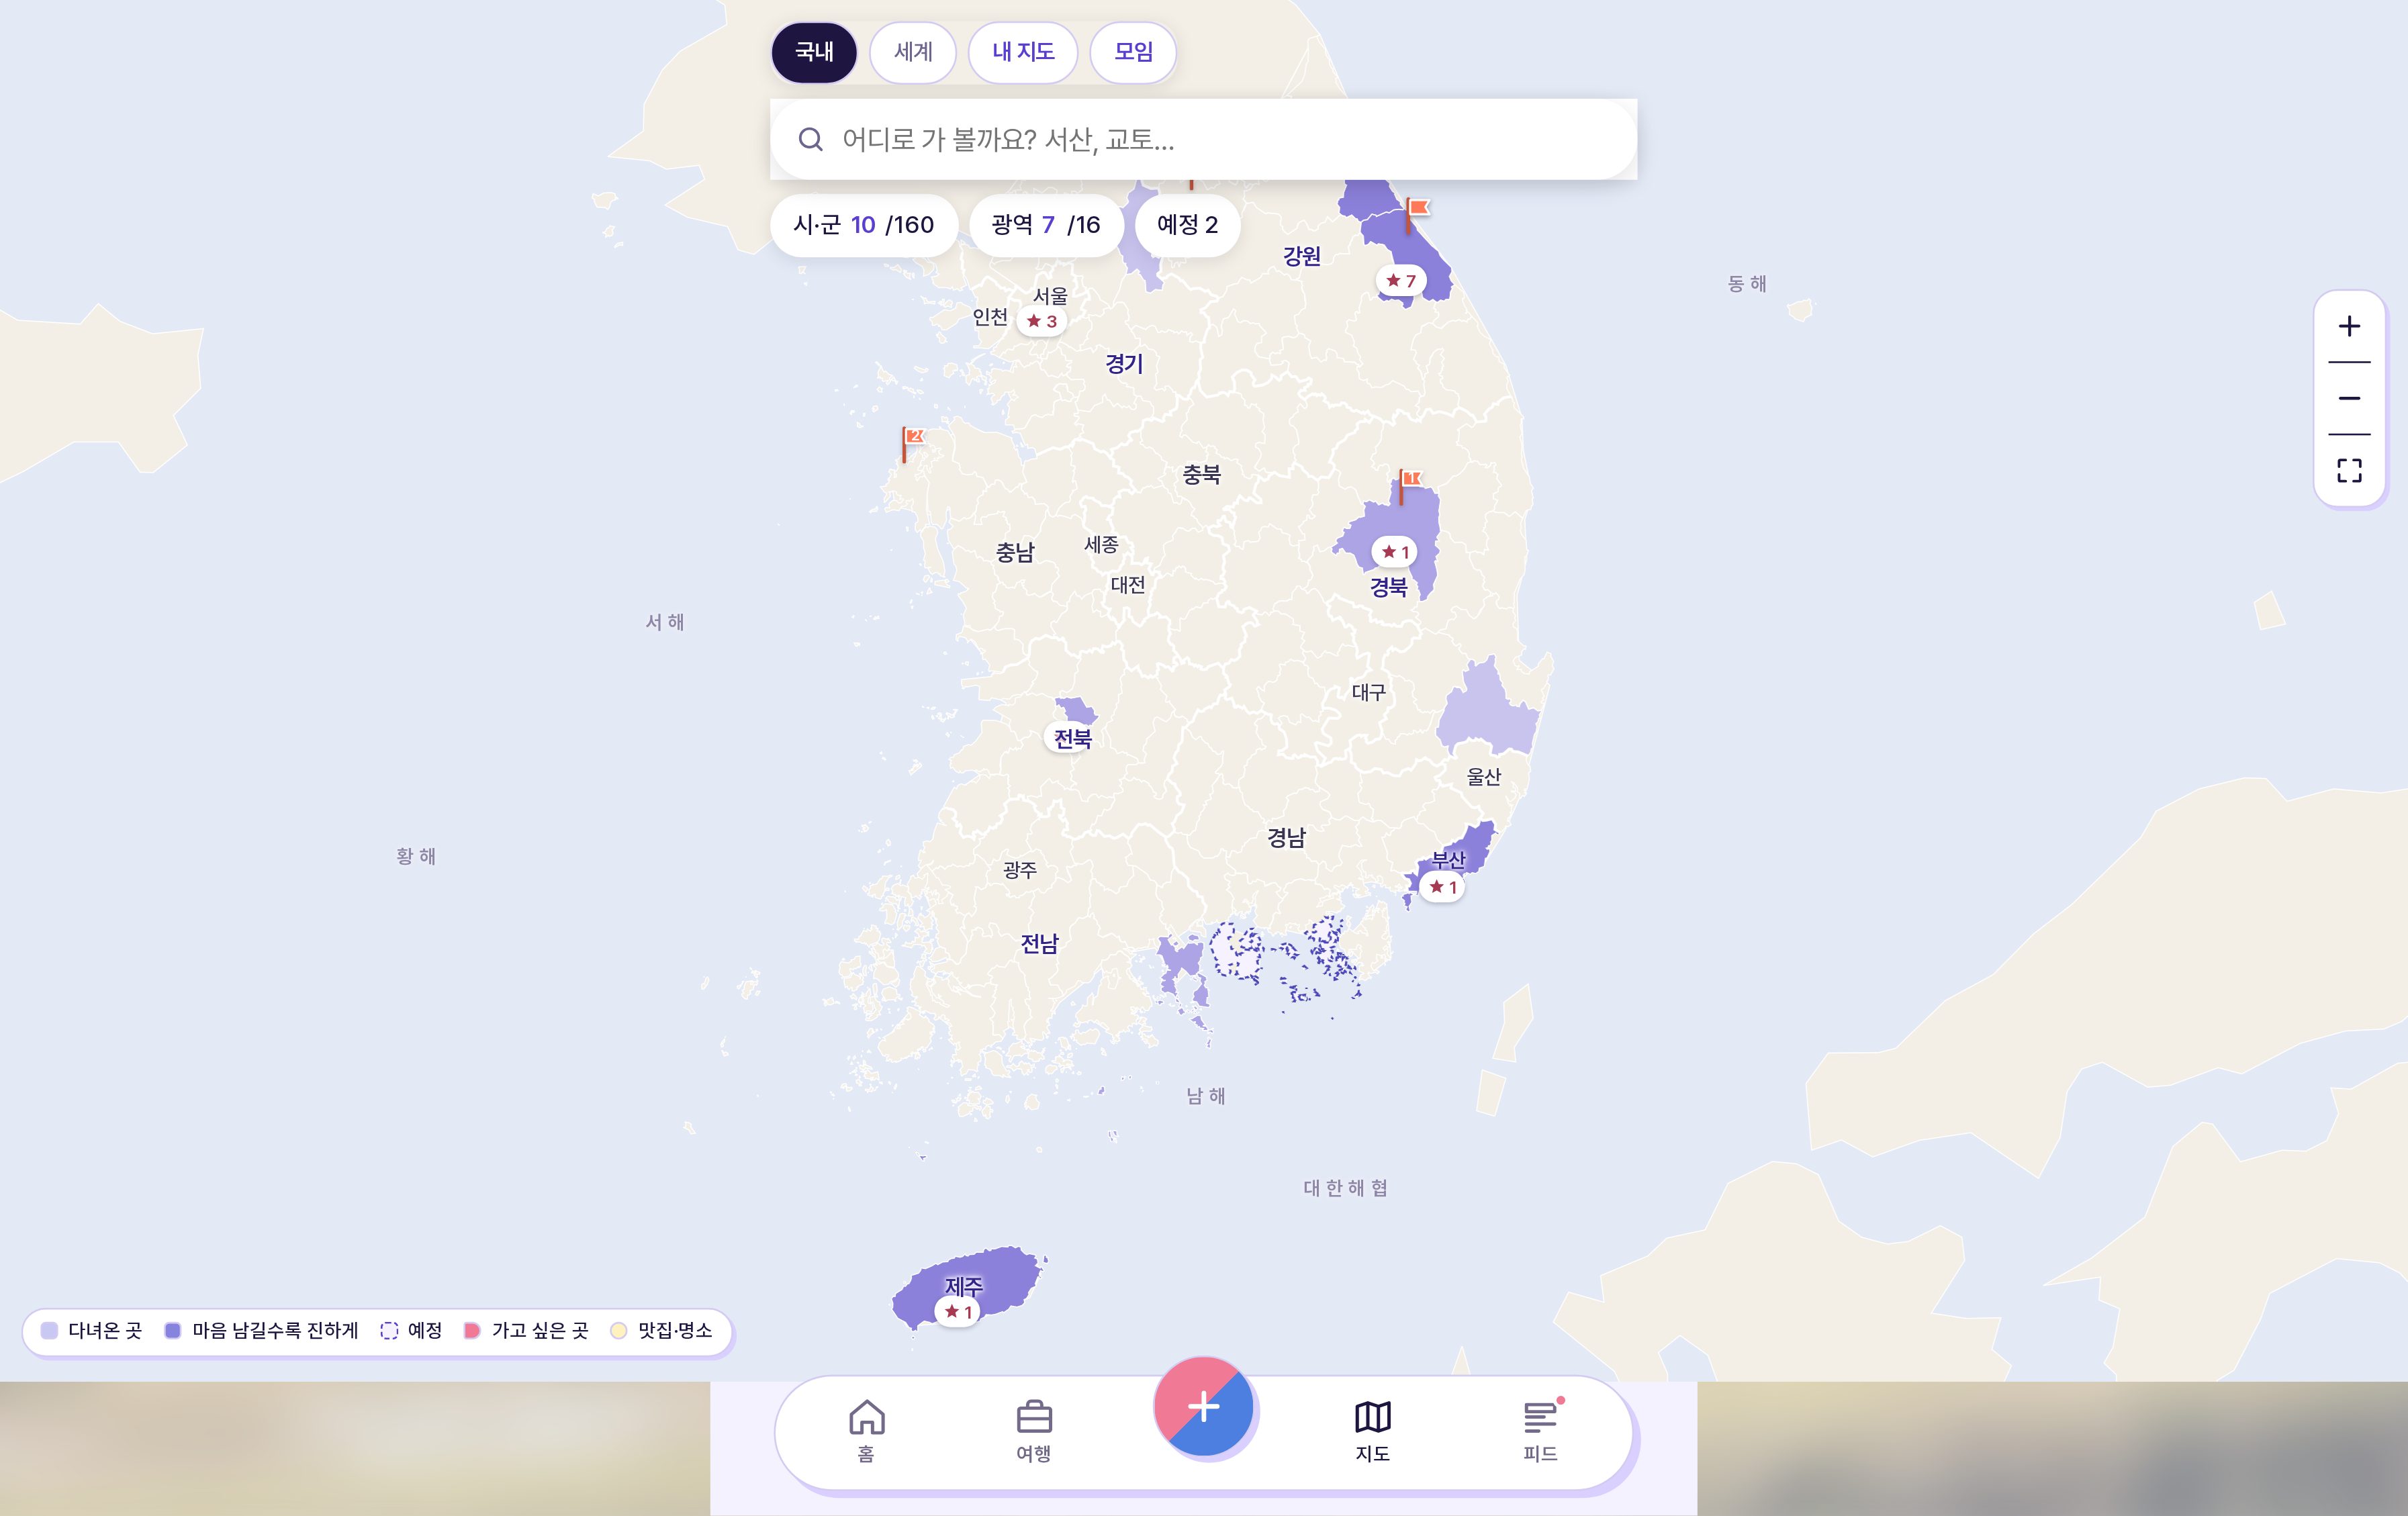 국내
세계
내 지도
모임
어디로 가 볼까요? 서산, 교토...
시·군 10 /160
광역 7 /16
예정 2
강원
★ 7
동해
서울
인천
★ 3
경기
2
충북
1
충남
세종
★ 1
대전
경북
서해
대구
전북
울산
경남
황해
부산
광주
★ 1
전남
남해
대한해협
제주
★ 1
다녀온 곳
마음 남길수록 진하게
예정
가고 싶은 곳
맛집·명소
홈
여행
지도
피드